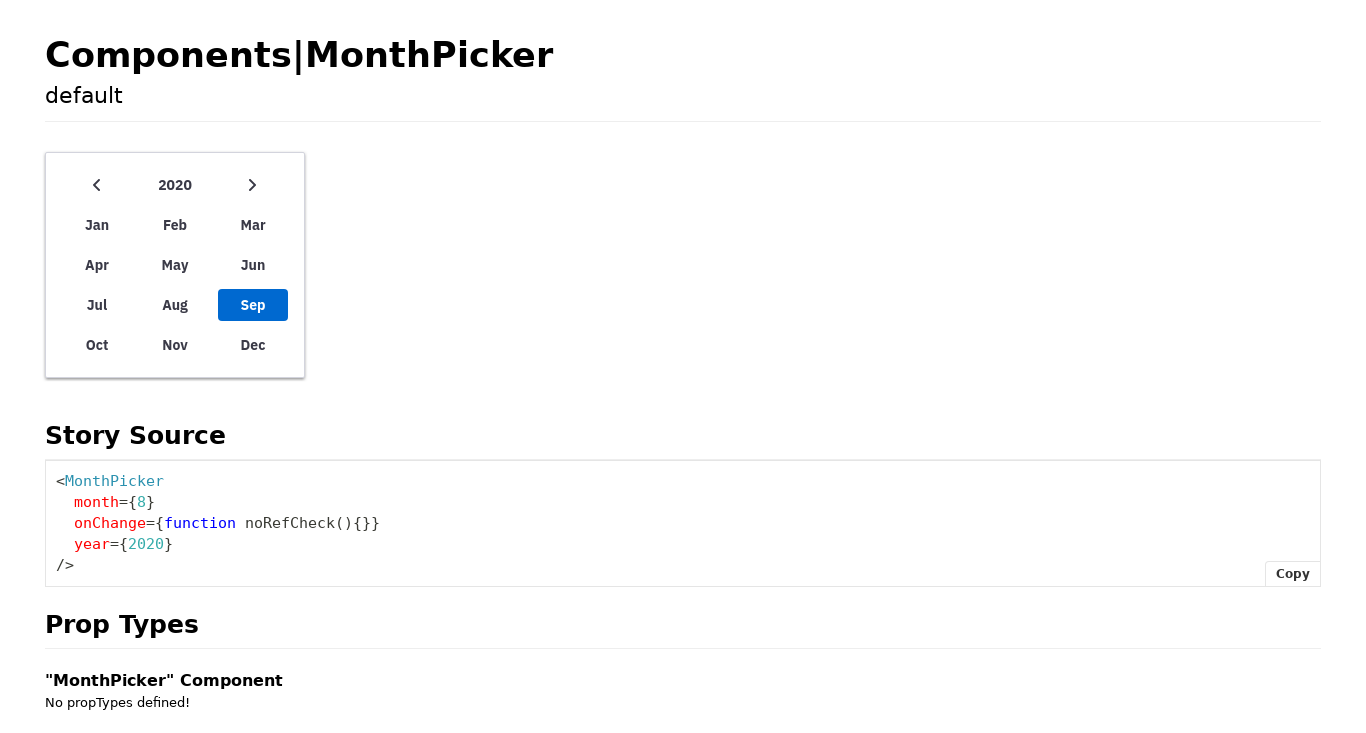 Components|MonthPicker
default
2020
Jan Feb Mar
Apr May Jun
Jul Aug Sep
Oct Nov Dec
Story Source
<MonthPicker
  month={8}
  onChange={function noRefCheck(){}}
  year={2020}
/>
Copy
Prop Types
"MonthPicker" Component
No propTypes defined!